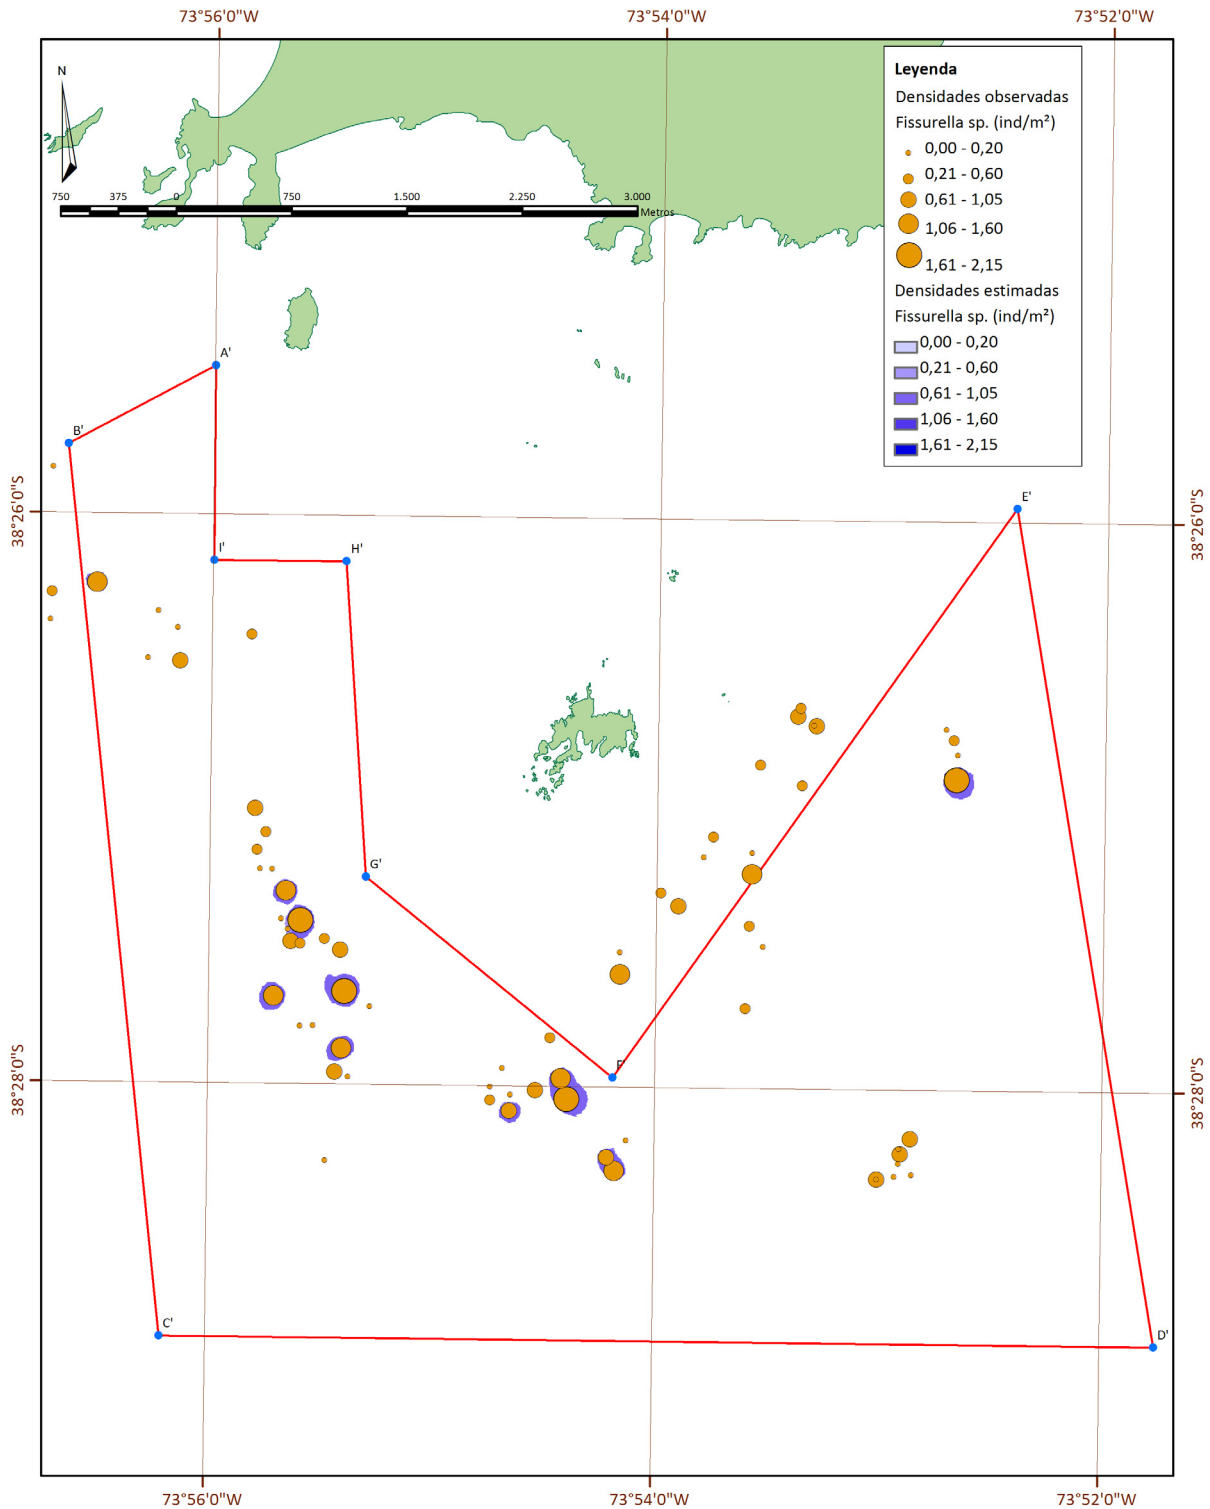 73°56'0"W
73°54'0"W
73°52'0"W
N
750
375
0
750
1.500
2.250
3.000
Metros
Leyenda
Densidades observadas
Fissurella sp. (ind/m²)
0,00 - 0,20
0,21 - 0,60
0,61 - 1,05
1,06 - 1,60
1,61 - 2,15
Densidades estimadas
Fissurella sp. (ind/m²)
0,00 - 0,20
0,21 - 0,60
0,61 - 1,05
1,06 - 1,60
1,61 - 2,15
A'
B'
E'
38°26'0"S
38°26'0"S
I'
H'
G'
F'
38°28'0"S
38°28'0"S
C'
D'
73°56'0"W
73°54'0"W
73°52'0"W